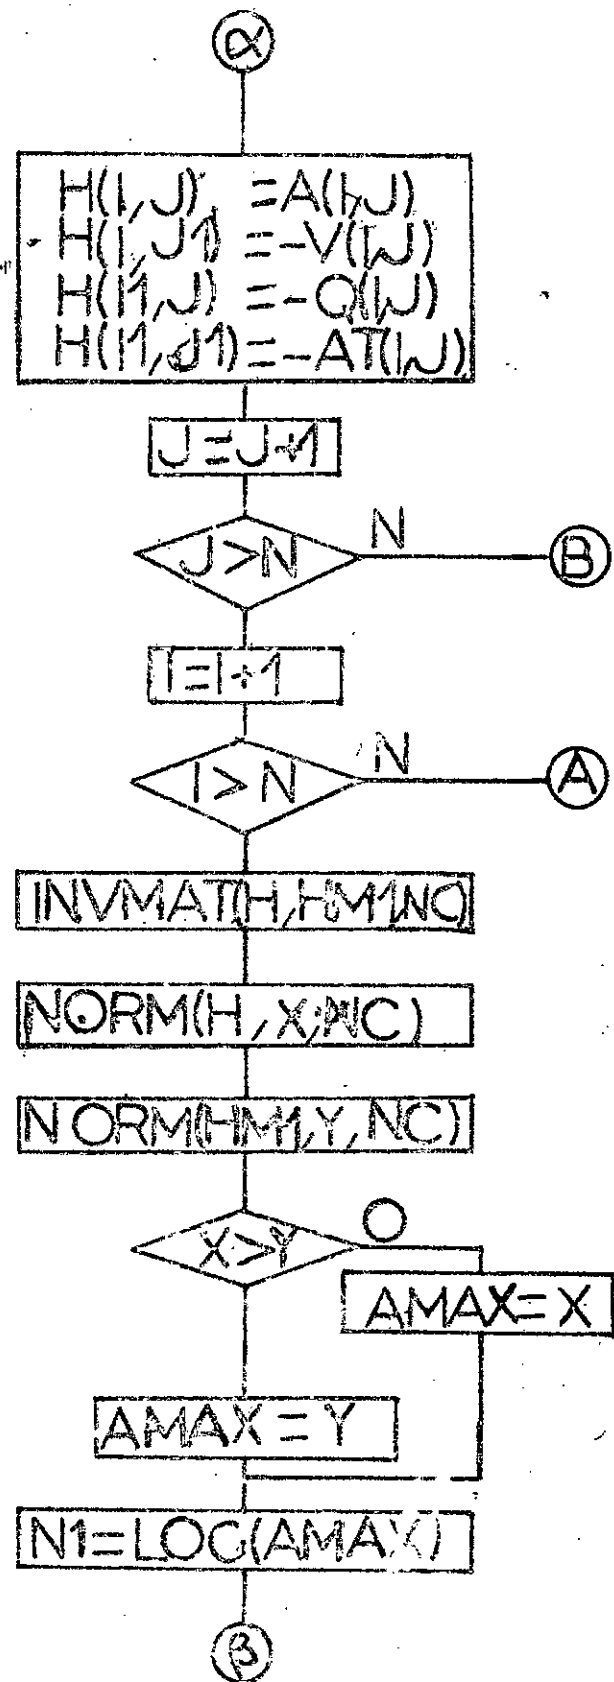 α
H(I,J) =A(I,J)
H(I,J1) =-V(I,J)
H(I1,J) =-Q(I,J)
H(I1,J1)=-AT(I,J)
J=J+1
J>N
N
B
I=I+1
I>N
N
A
INVMAT(H,HM1,NC)
NORM(H,X,NC)
NORM(HM1,Y,NC)
X>Y
O
AMAX=X
AMAX=Y
N1=LOG(AMAX)
β